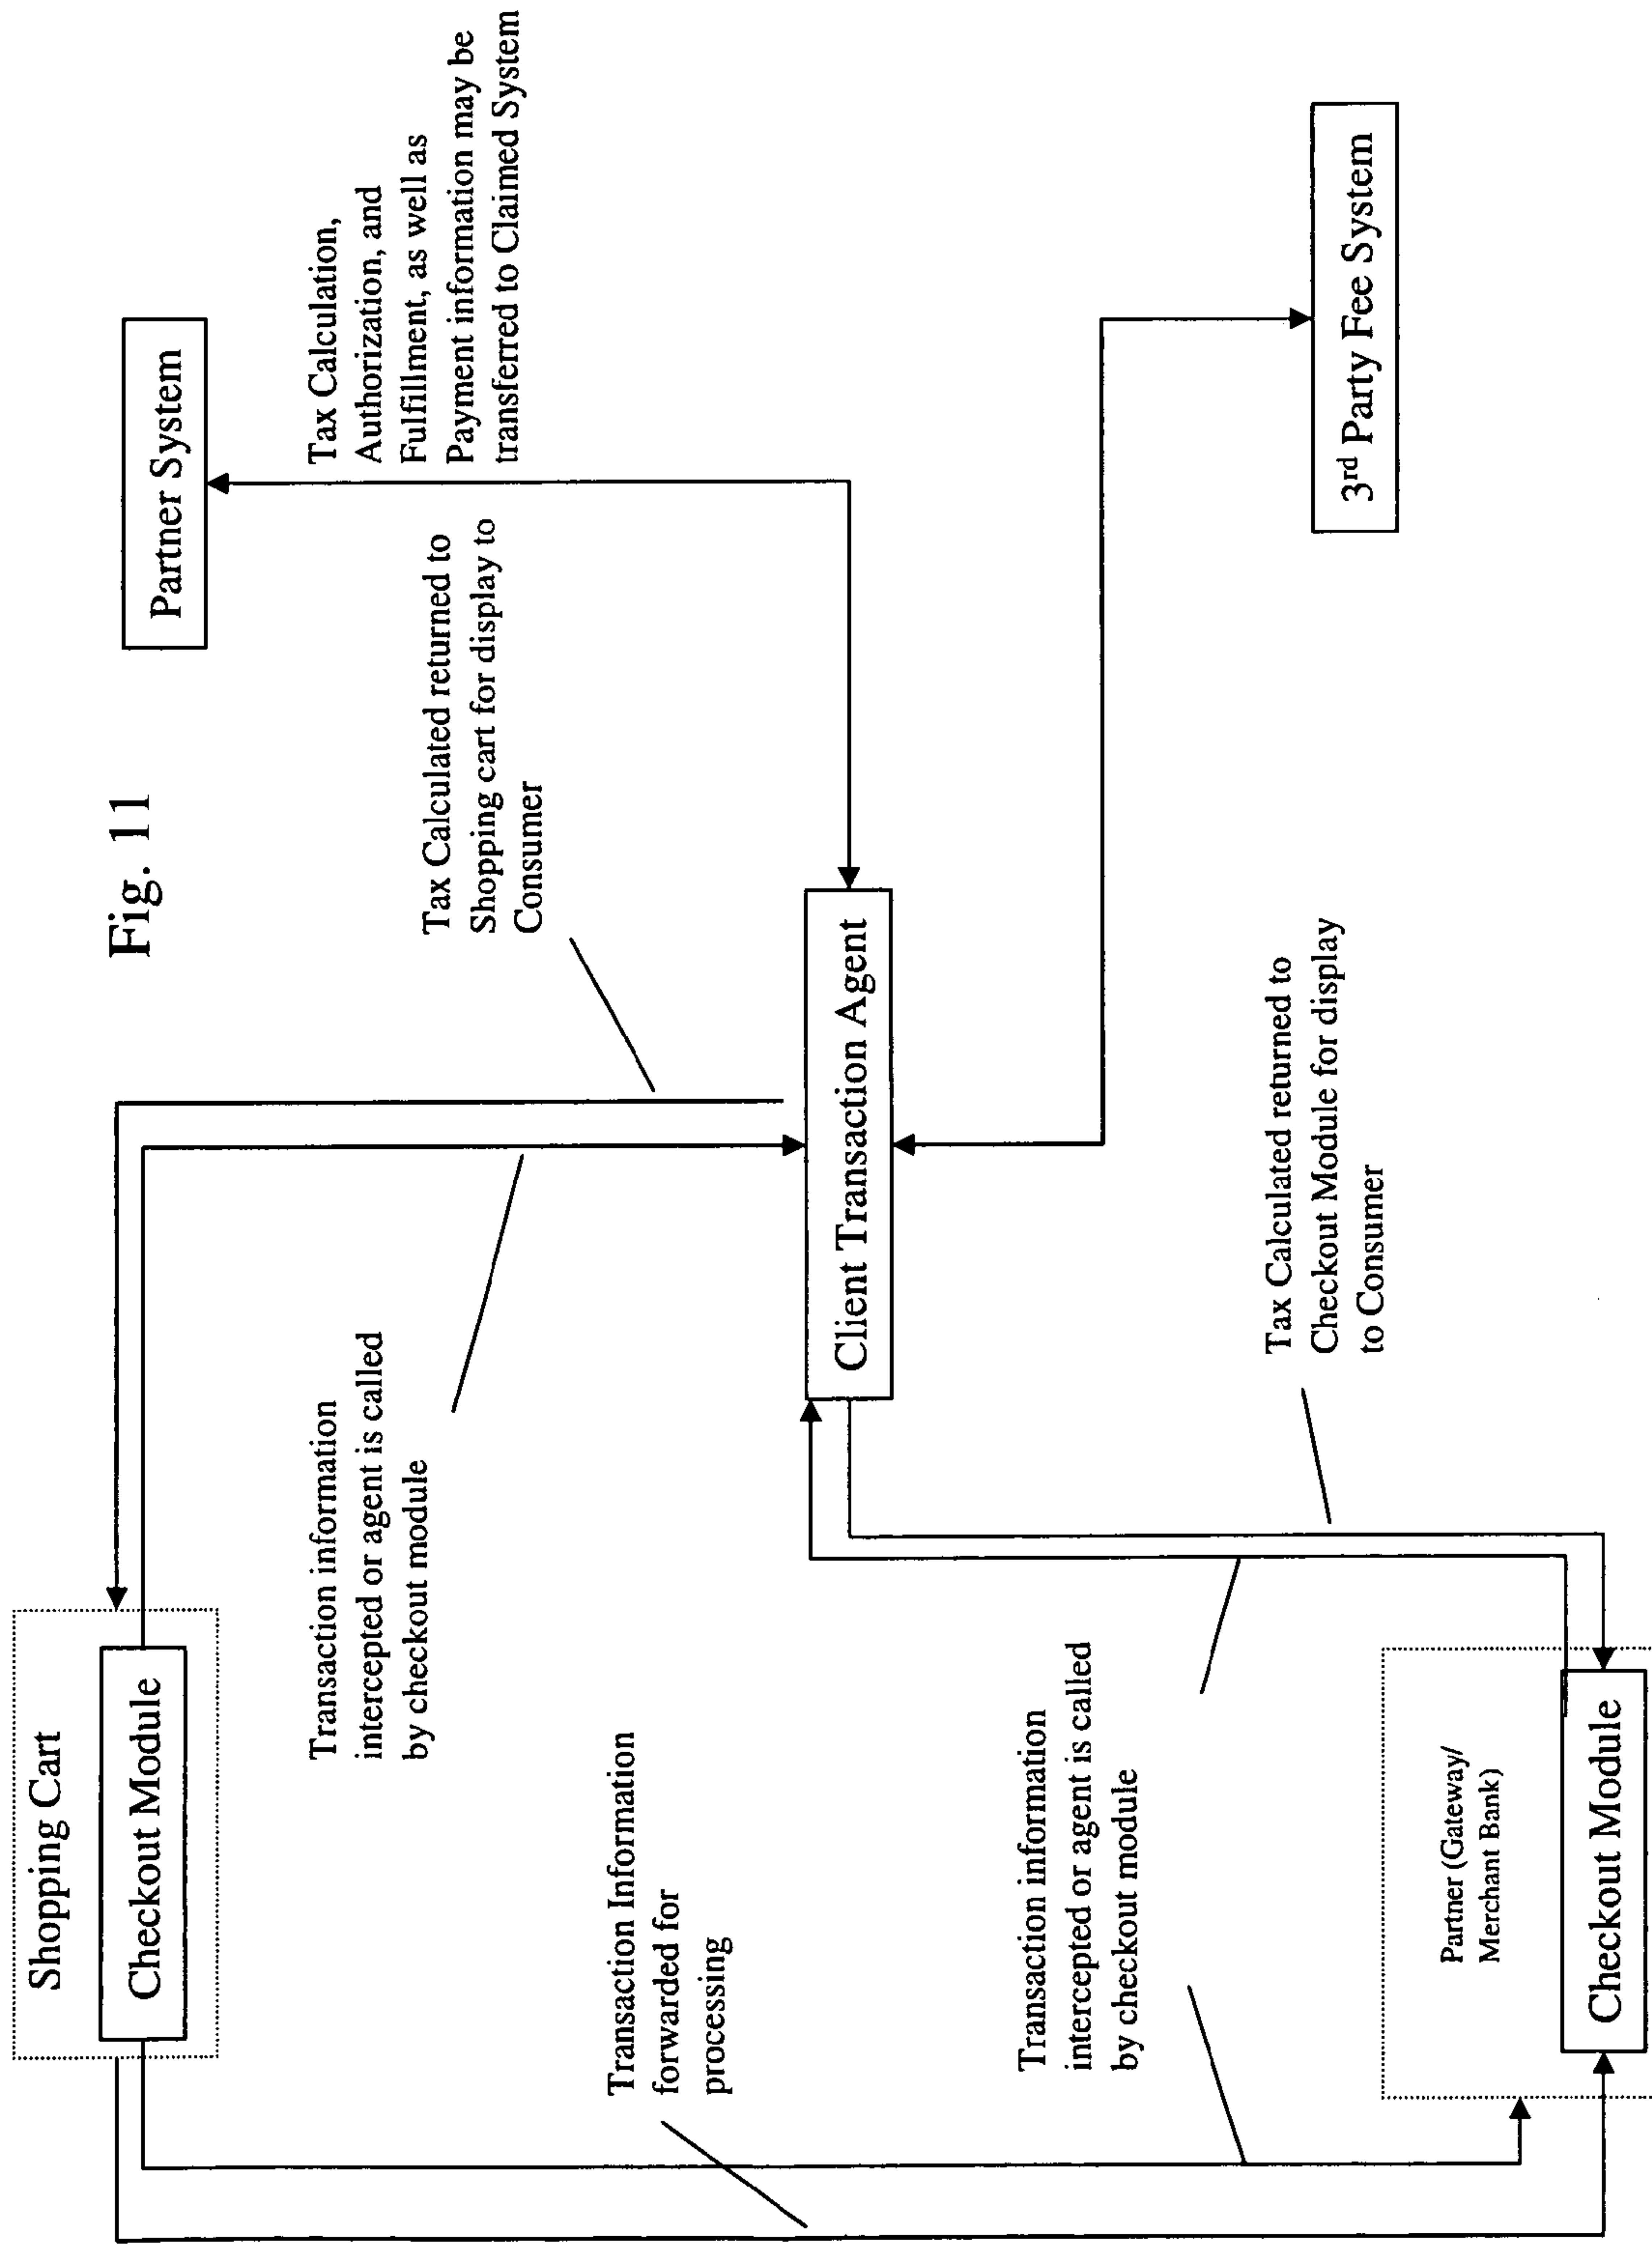 Fig. 11
Shopping Cart
Checkout Module
Transaction information
intercepted or agent is called
by checkout module
Tax Calculated returned to
Shopping cart for display to
Consumer
Partner System
Tax Calculation,
Authorization, and
Fulfillment, as well as
Payment information may be
transferred to Claimed System
Transaction Information
forwarded for
processing
Client Transaction Agent
Transaction information
intercepted or agent is called
by checkout module
Tax Calculated returned to
Checkout Module for display
to Consumer
3rd Party Fee System
Partner (Gateway/
Merchant Bank)
Checkout Module